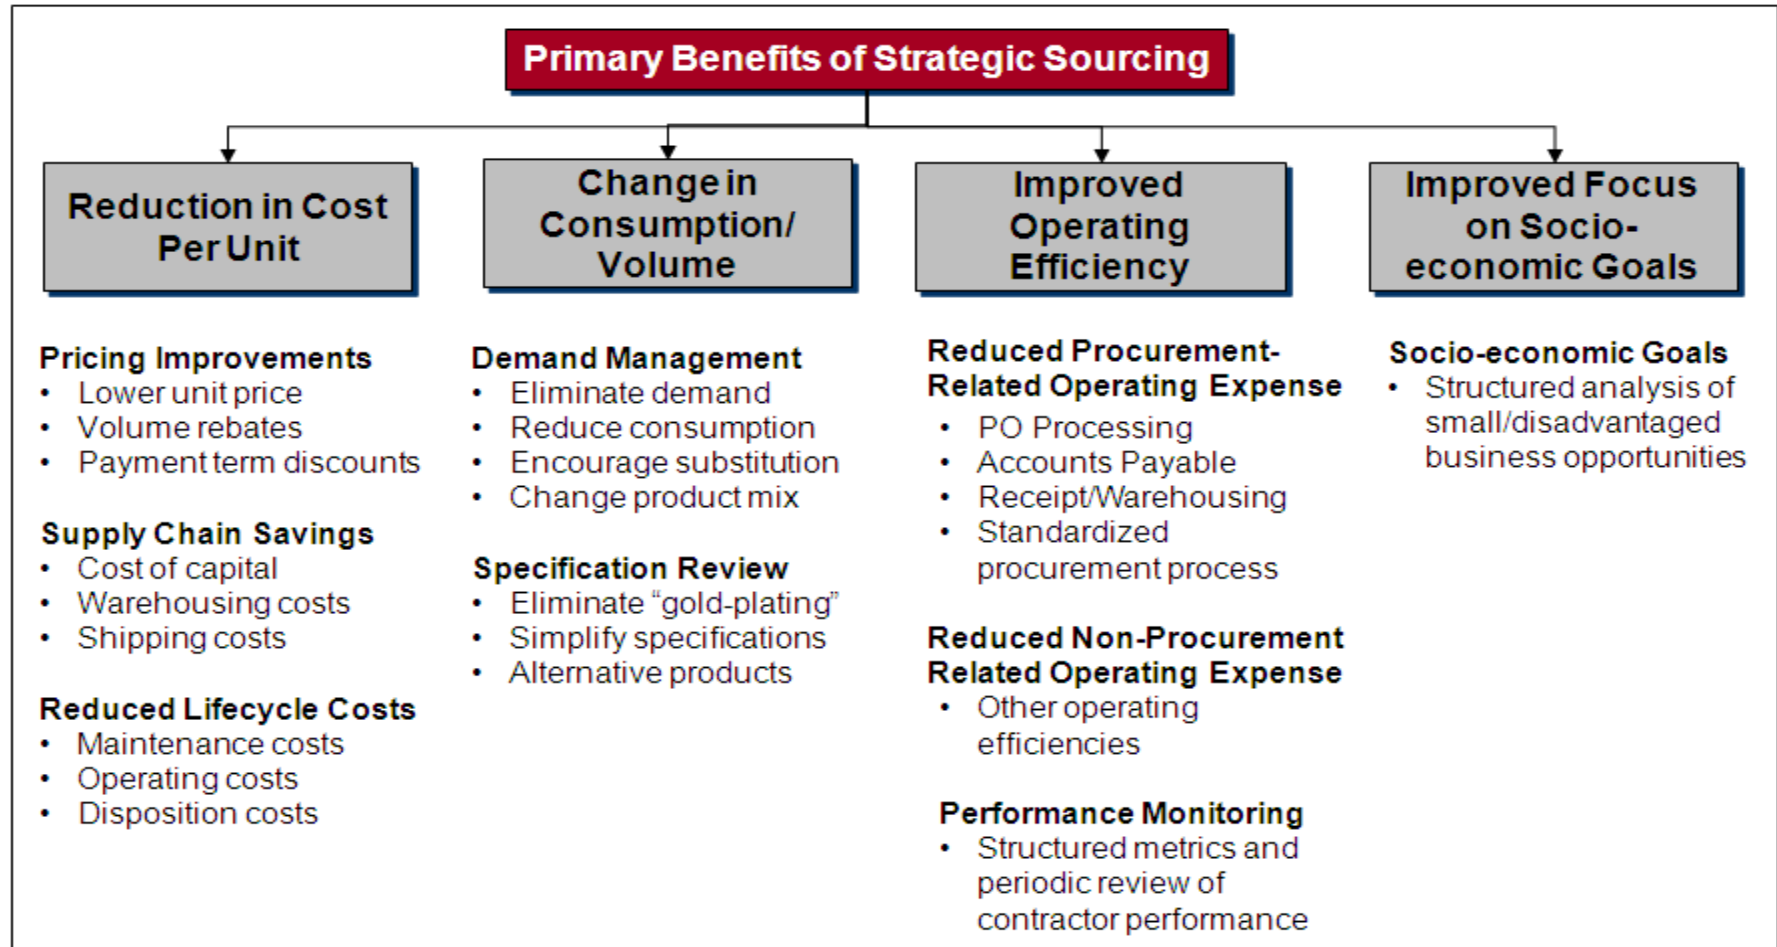 Primary Benefits of Strategic Sourcing
Reduction in Cost
Per Unit
Pricing Improvements
• Lower unit price
• Volume rebates
• Payment term discounts
Supply Chain Savings
• Cost of capital
• Warehousing costs
• Shipping costs
Reduced Lifecycle Costs
• Maintenance costs
• Operating costs
• Disposition costs
Change in
Consumption/
Volume
Demand Management
• Eliminate demand
• Reduce consumption
• Encourage substitution
• Change product mix
Specification Review
• Eliminate “gold-plating”
• Simplify specifications
• Alternative products
Improved
Operating
Efficiency
Reduced Procurement-
Related Operating Expense
• PO Processing
• Accounts Payable
• Receipt/Warehousing
• Standardized
procurement process
Reduced Non-Procurement
Related Operating Expense
• Other operating
efficiencies
Performance Monitoring
• Structured metrics and
periodic review of
contractor performance
Improved Focus
on Socio-
economic Goals
Socio-economic Goals
• Structured analysis of
small/disadvantaged
business opportunities